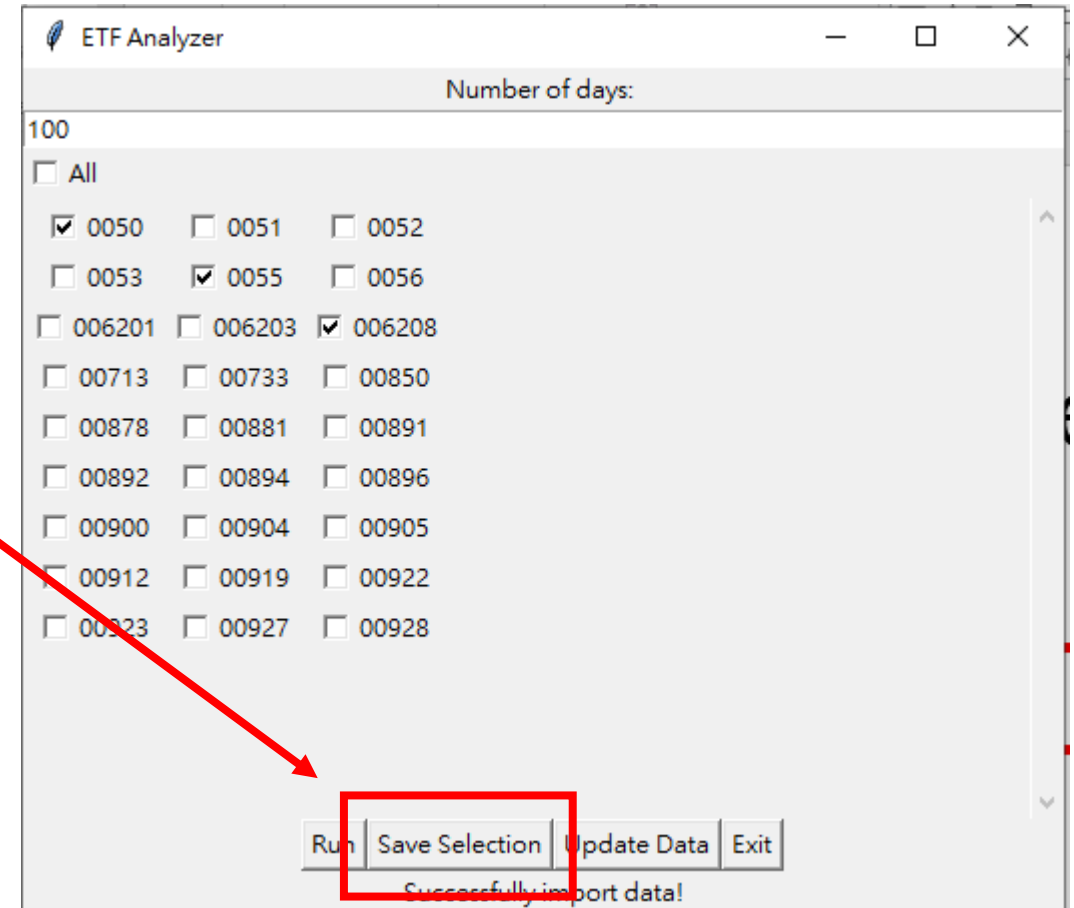 ETF Analyzer
Number of days:
100
All
0050 0051 0052
0053 0055 0056
006201 006203 006208
00713 00733 00850
00878 00881 00891
00892 00894 00896
00900 00904 00905
00912 00919 00922
00923 00927 00928
Run Save Selection Update Data Exit
Successfully import data!